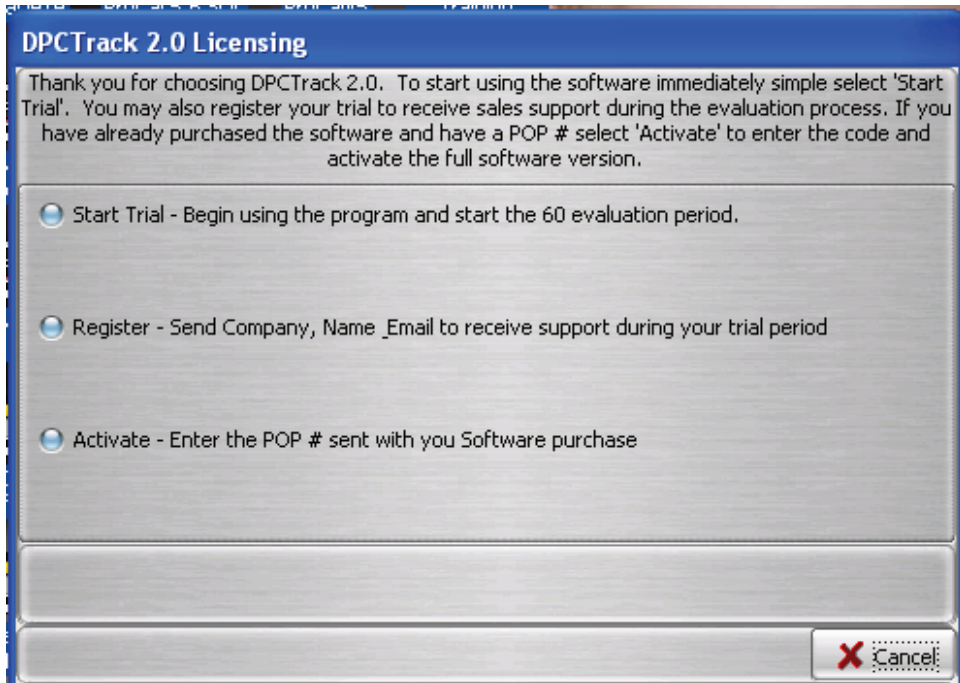 DPCTrack 2.0 Licensing
Thank you for choosing DPCTrack 2.0. To start using the software immediately simple select 'Start
Trial'. You may also register your trial to receive sales support during the evaluation process. If you
have already purchased the software and have a POP # select 'Activate' to enter the code and
activate the full software version.
Start Trial - Begin using the program and start the 60 evaluation period.
Register - Send Company, Name _Email to receive support during your trial period
Activate - Enter the POP # sent with you Software purchase
Cancel